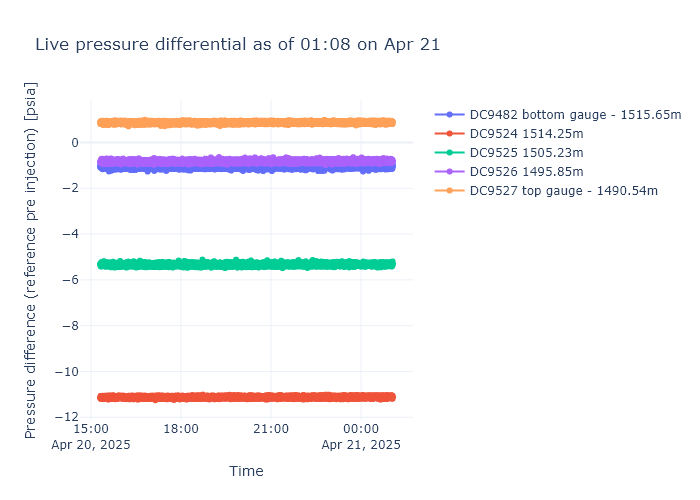 Live pressure differential as of 01:08 on Apr 21
Pressure difference (reference pre injection) [psia]
0
−2
−4
−6
−8
−10
−12
15:00
Apr 20, 2025
18:00
21:00
00:00
Apr 21, 2025
Time
DC9482 bottom gauge - 1515.65m
DC9524 1514.25m
DC9525 1505.23m
DC9526 1495.85m
DC9527 top gauge - 1490.54m